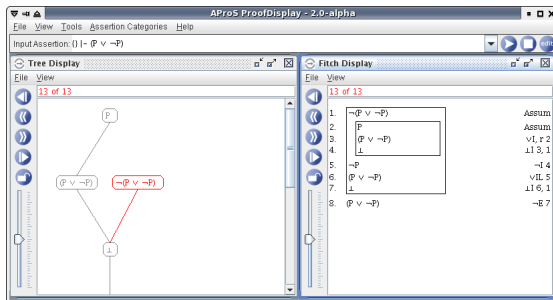 AProS ProofDisplay - 2.0-alpha
File View Tools Assertion Categories Help
Input Assertion: {} |- (P ∨ ¬P)
edit
Tree Display
File View
13 of 13
P
(P ∨ ¬P) ¬(P ∨ ¬P)
⊥
Fitch Display
File View
13 of 13
1. ¬(P ∨ ¬P) Assum
2. P Assum
3. (P ∨ ¬P) ∨I, r 2
4. ⊥ ⊥I 3, 1
5. ¬P ¬I 4
6. (P ∨ ¬P) ∨IL 5
7. ⊥ ⊥I 6, 1
8. (P ∨ ¬P) ¬E 7